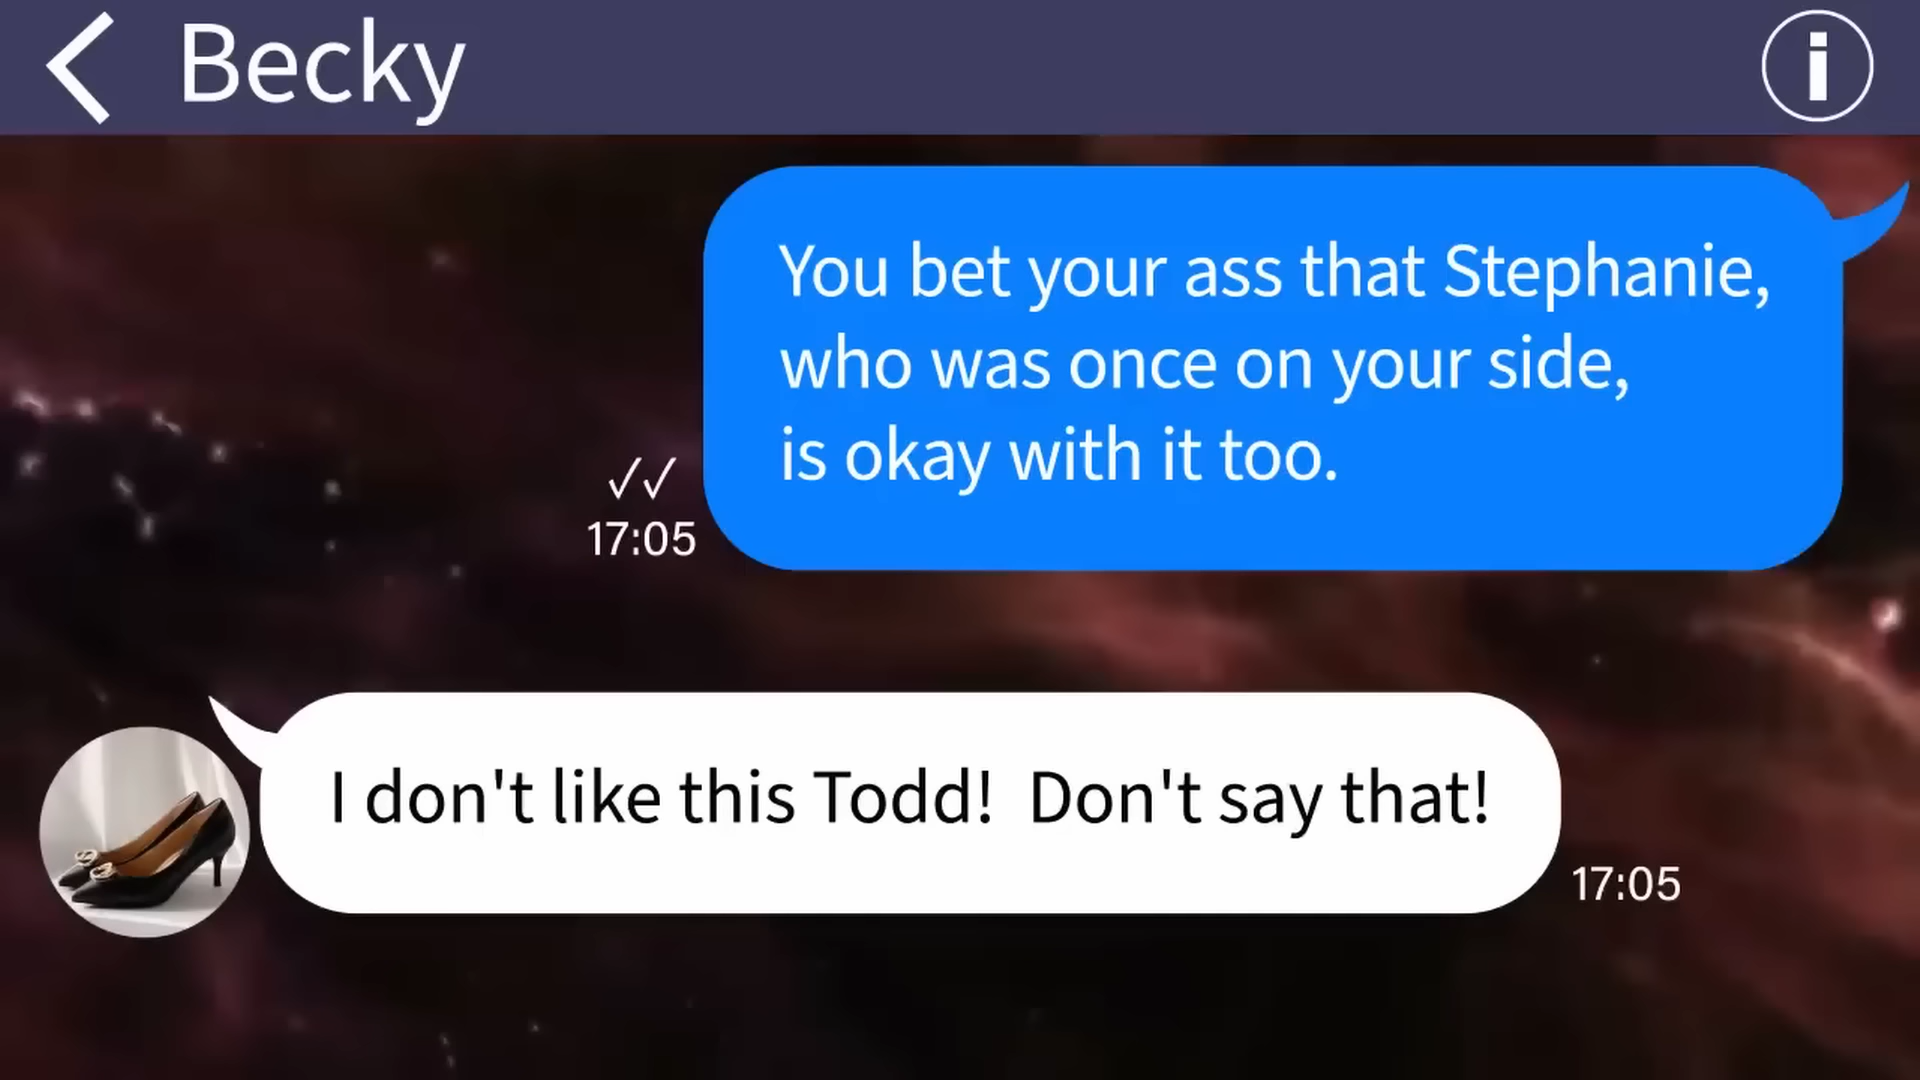 Becky
You bet your ass that Stephanie,
who was once on your side,
is okay with it too.
✓✓
17:05
I don't like this Todd!  Don't say that!
17:05